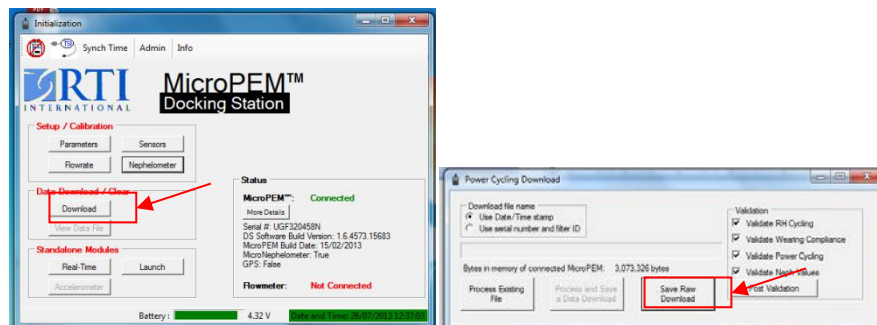 Initialization
Synch Time Admin Info
RTI
INTERNATIONAL
MicroPEM™
Docking Station
Setup / Calibration
Parameters Sensors
Flowrate Nephelometer
Data Download / Clear
Download
View Data File
Standalone Modules
Real-Time Launch
Accelerometer
Status
MicroPEM™: Connected
More Details
Serial #: UGF320458N
DS Software Build Version: 1.6.4573.15683
MicroPEM Build Date: 15/02/2013
MicroNephelometer: True
GPS: False
Flowmeter: Not Connected
Battery: 4.32 V Date and Time: 26/07/2013 12:37:03
Power Cycling Download
Download file name
Use Date/Time stamp
Use serial number and filter ID
Bytes in memory of connected MicroPEM: 3,073,326 bytes
Process Existing
File
Process and Save
a Data Download
Save Raw
Download
Validation
Validate RH Cycling
Validate Wearing Compliance
Validate Power Cycling
Validate Neph Values
Post Validation